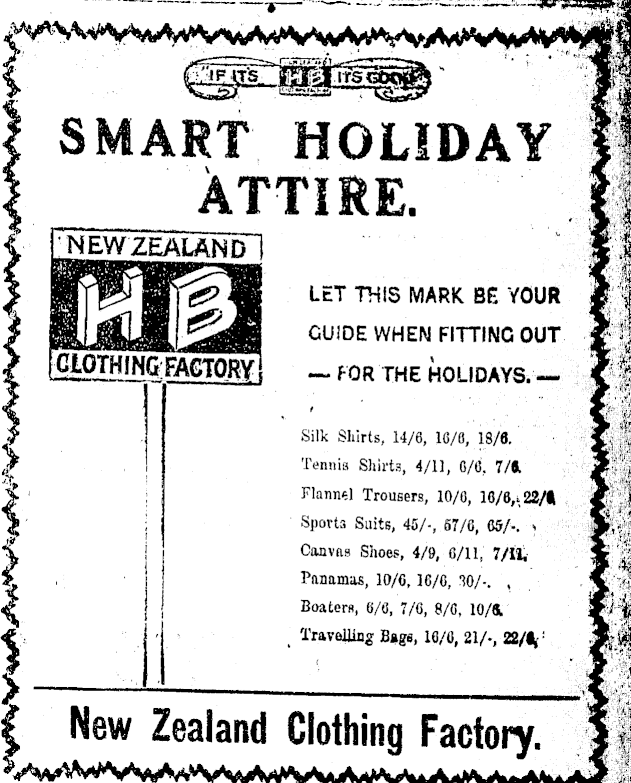 "IF IT'S HB IT'S GOOD"
SMART HOLIDAY
ATTIRE.
NEW ZEALAND
HB
CLOTHING FACTORY
LET THIS MARK BE YOUR
GUIDE WHEN FITTING OUT
— FOR THE HOLIDAYS. —
Silk Shirts, 14/6, 16/6, 18/6.
Tennis Shirts, 4/11, 6/6, 7/6.
Flannel Trousers, 10/6, 16/6, 22/6
Sports Suits, 45/-, 57/6, 65/-.
Canvas Shoes, 4/9, 6/11, 7/11.
Panamas, 10/6, 16/6, 30/-.
Boaters, 6/6, 7/6, 8/6, 10/6.
Travelling Bags, 16/6, 21/-, 22/6,
New Zealand Clothing Factory.